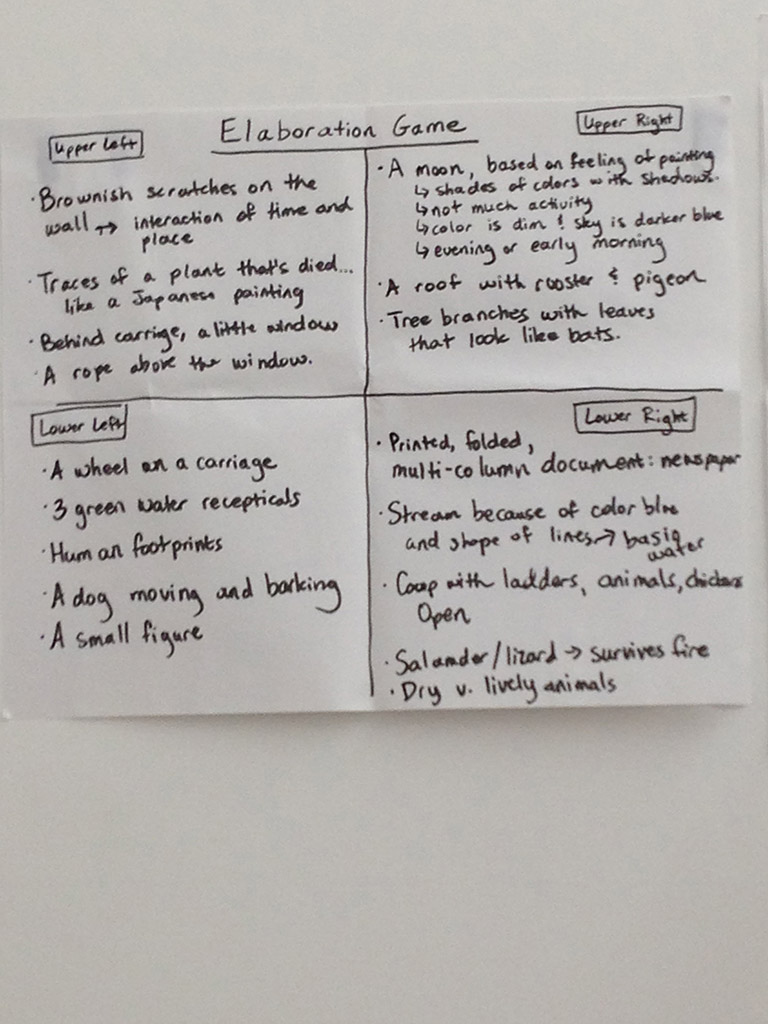 Elaboration Game
Upper Left
· Brownish scratches on the
wall → interaction of time and
place
· Traces of a plant that's died...
like a Japanese painting
· Behind carriage, a little window
· A rope above the window.
Upper Right
· A moon, based on feeling of painting
↳ shades of colors with shadows.
↳ not much activity
↳ color is dim & sky is darker blue
↳ evening or early morning
· A roof with rooster & pigeon
· Tree branches with leaves
that look like bats.
Lower Left
· A wheel on a carriage
· 3 green water recepticals
· Human footprints
· A dog moving and barking
· A small figure
Lower Right
· Printed, folded,
multi-column document: newspaper
· Stream because of color blue
and shape of lines →
water
· Coop with ladders, animals, chickens
Open
· Salamder/lizard → survives fire
· Dry v. lively animals